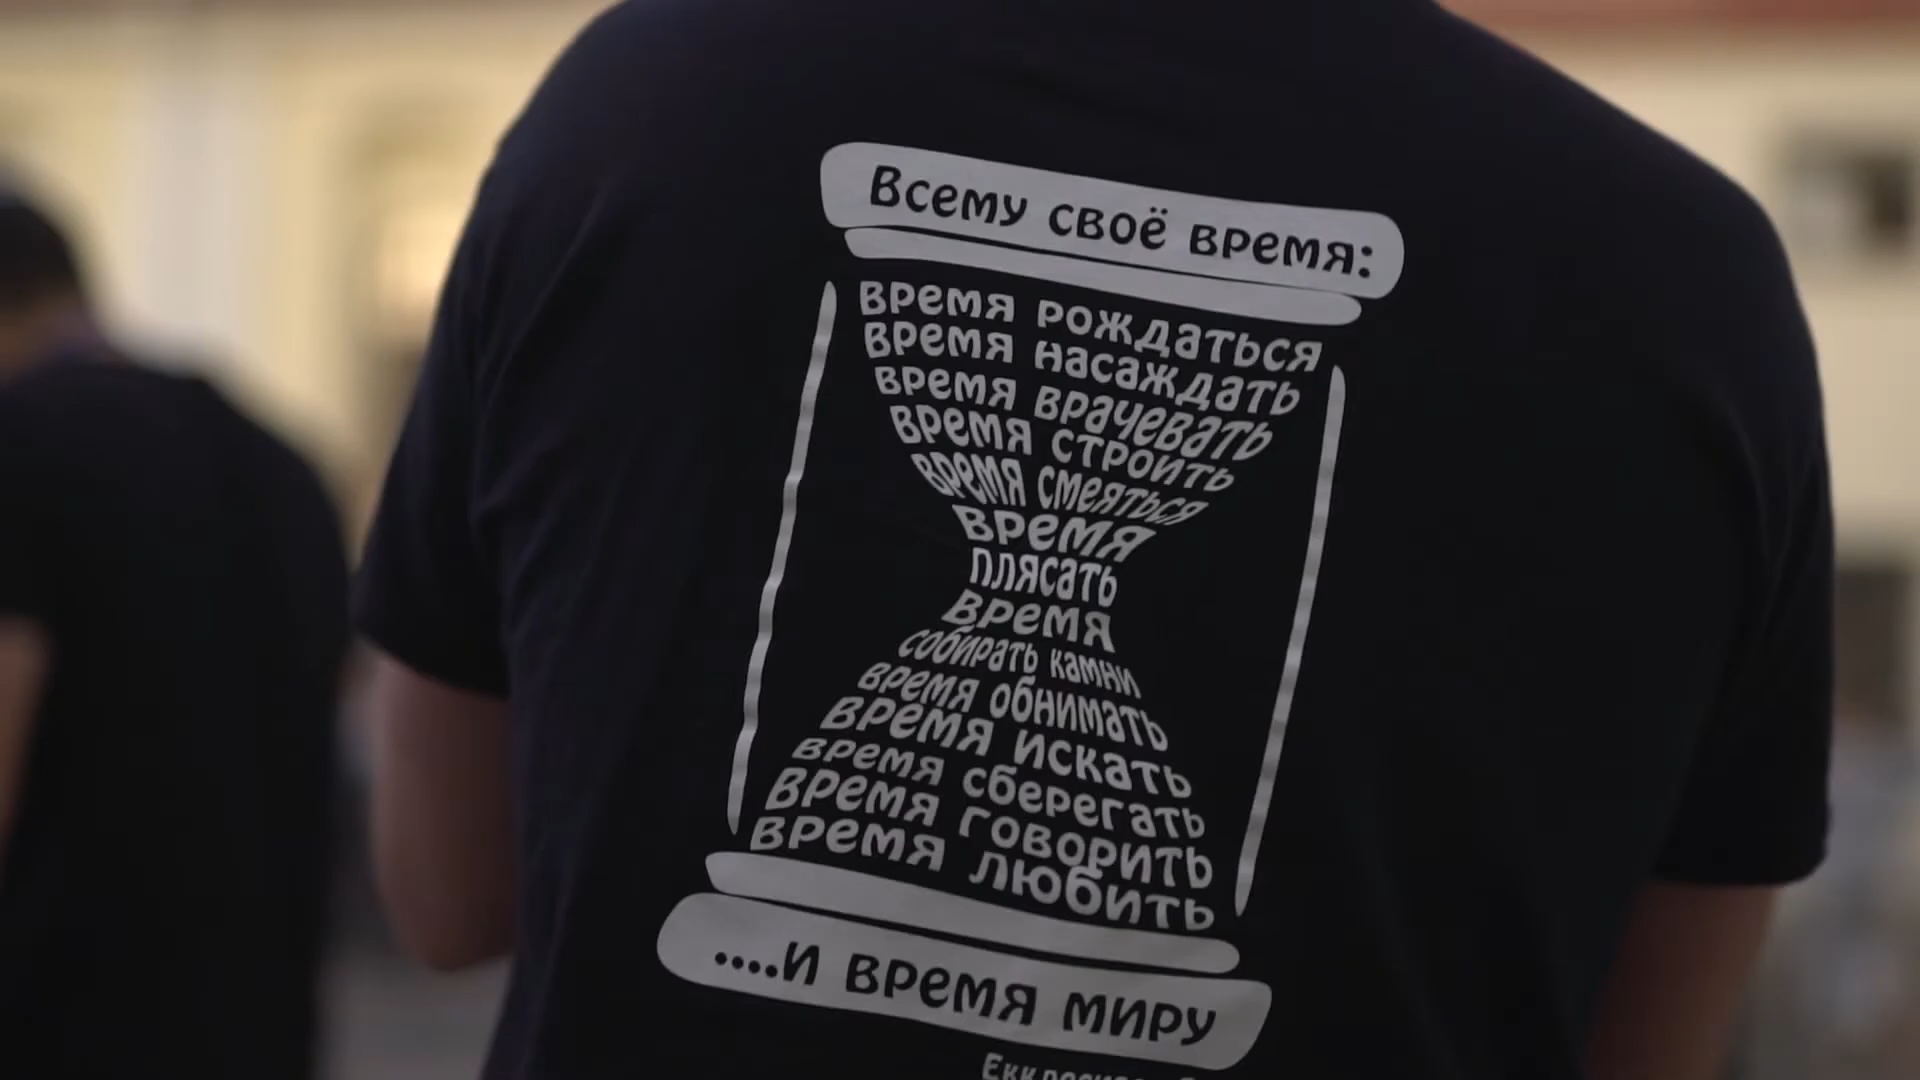 Всему своё время:
время рождаться
время насаждать
время врачевать
время строить
время смеяться
время
плясать
время
собирать камни
время обнимать
время искать
время сберегать
время говорить
время любить
....и время миру